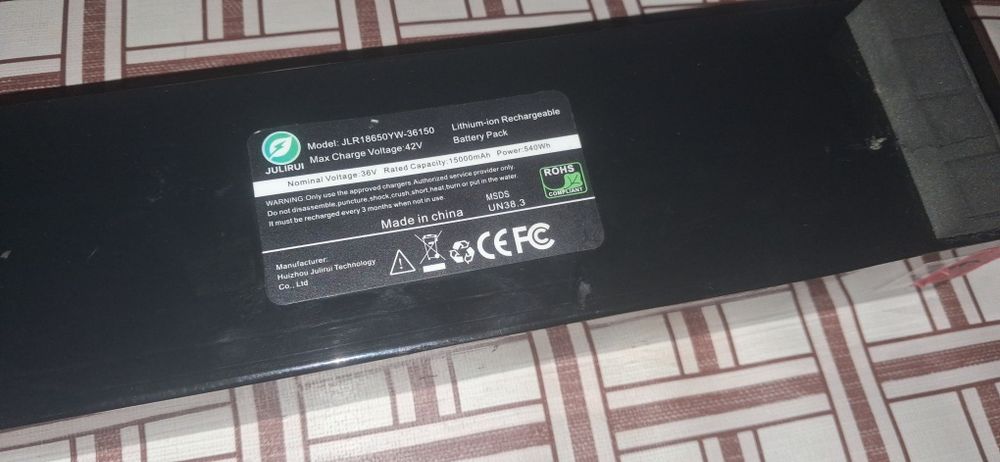 JULIRUI
Model: JLR18650YW-36150
Max Charge Voltage:42V
Lithium-ion Rechargeable
Battery Pack
Nominal Voltage:36V Rated Capacity:15000mAh Power:540Wh
WARNING:Only use the approved chargers.Authorized service provider only.
Do not disassemble,puncture,shock,crush,short,heat,burn or put in the water.
It must be recharged every 3 months when not in use.
ROHS
COMPLIANT
MSDS
UN38.3
Made in china
Manufacturer:
Huizhou Julirui Technology
Co., Ltd
CE FC